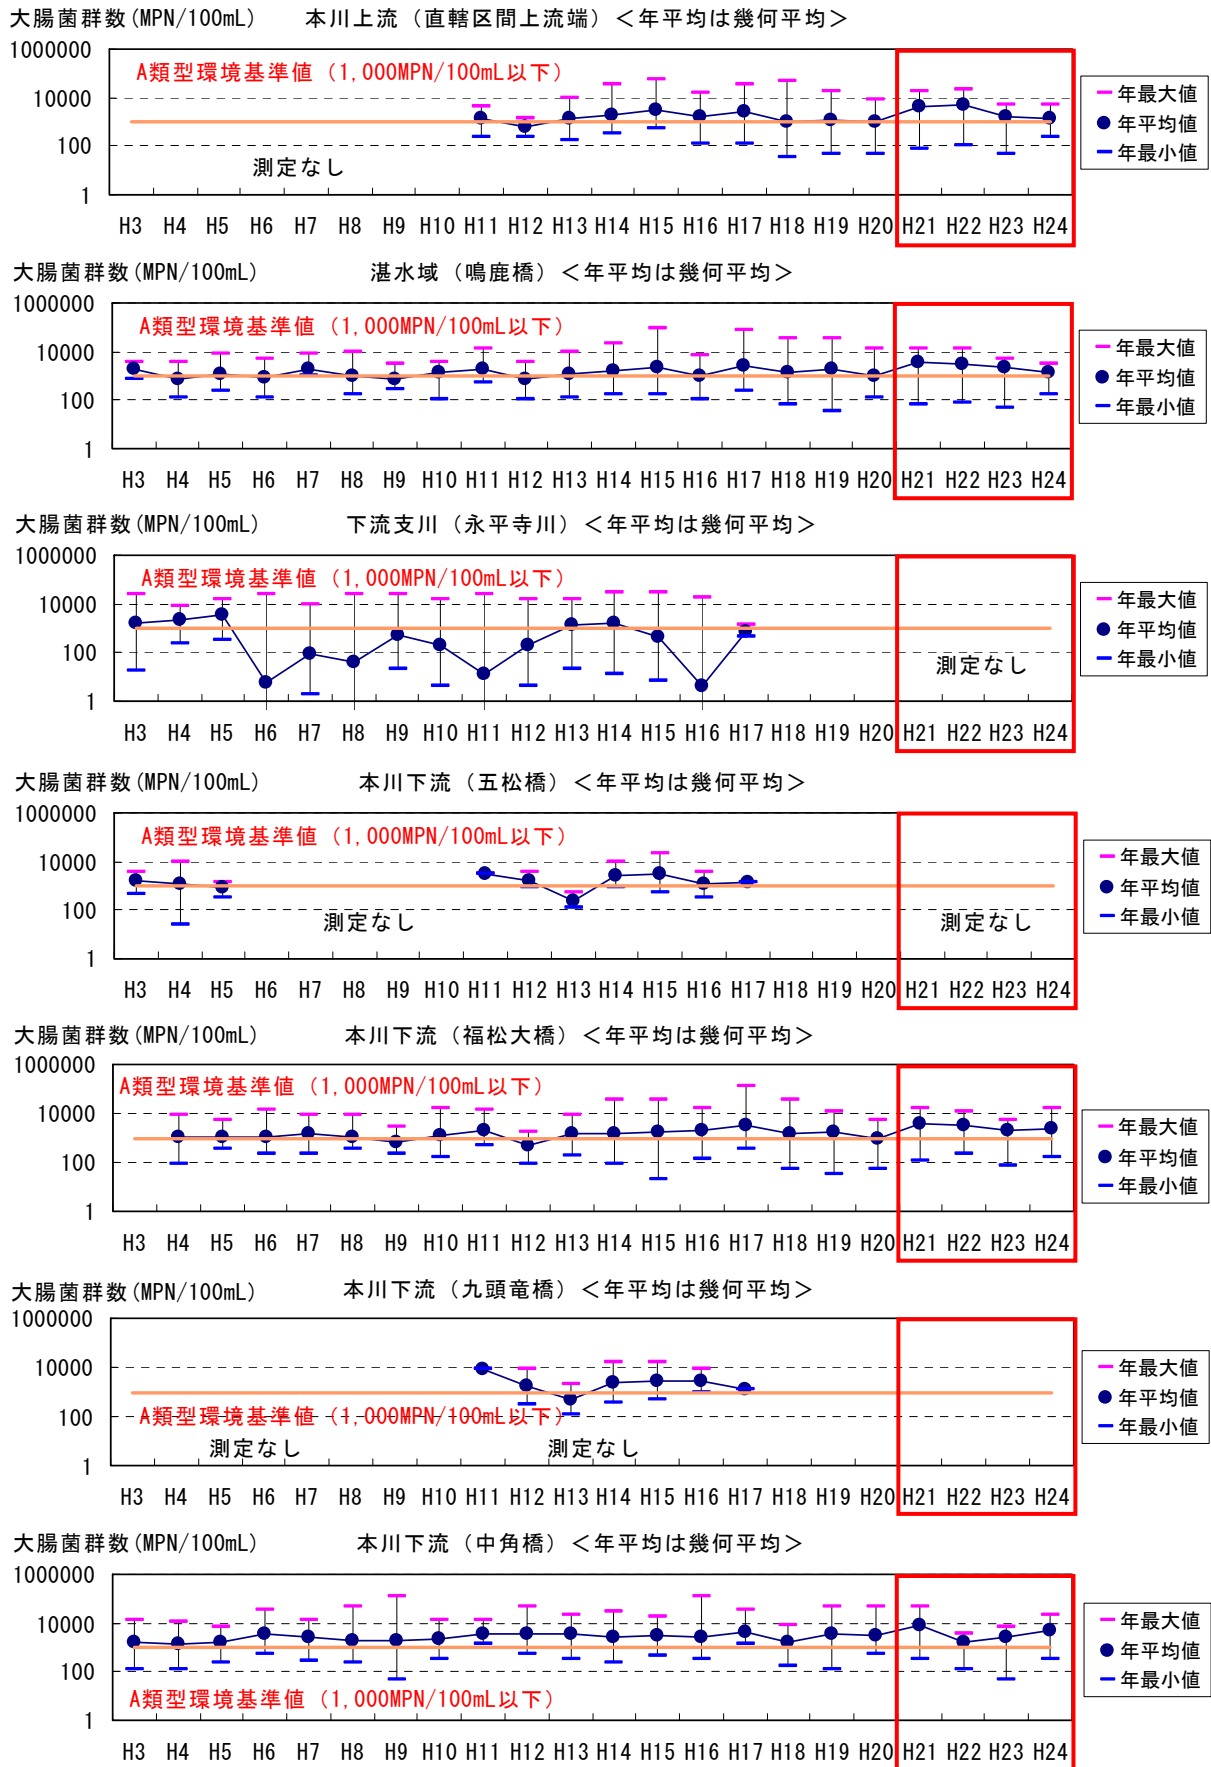 大腸菌群数(MPN/100mL) 本川上流（直轄区間上流端）＜年平均は幾何平均＞
1000000
A類型環境基準値（1,000MPN/100mL以下）
10000
100
測定なし
1
年最大値
年平均値
年最小値
H3 H4 H5 H6 H7 H8 H9 H10 H11 H12 H13 H14 H15 H16 H17 H18 H19 H20 H21 H22 H23 H24
大腸菌群数(MPN/100mL) 湛水域（鳴鹿橋）＜年平均は幾何平均＞
1000000
A類型環境基準値（1,000MPN/100mL以下）
10000
100
1
年最大値
年平均値
年最小値
H3 H4 H5 H6 H7 H8 H9 H10 H11 H12 H13 H14 H15 H16 H17 H18 H19 H20 H21 H22 H23 H24
大腸菌群数(MPN/100mL) 下流支川（永平寺川）＜年平均は幾何平均＞
1000000
A類型環境基準値（1,000MPN/100mL以下）
10000
100
測定なし
1
年最大値
年平均値
年最小値
H3 H4 H5 H6 H7 H8 H9 H10 H11 H12 H13 H14 H15 H16 H17 H18 H19 H20 H21 H22 H23 H24
大腸菌群数(MPN/100mL) 本川下流（五松橋）＜年平均は幾何平均＞
1000000
A類型環境基準値（1,000MPN/100mL以下）
10000
100
測定なし 測定なし
1
年最大値
年平均値
年最小値
H3 H4 H5 H6 H7 H8 H9 H10 H11 H12 H13 H14 H15 H16 H17 H18 H19 H20 H21 H22 H23 H24
大腸菌群数(MPN/100mL) 本川下流（福松大橋）＜年平均は幾何平均＞
1000000
A類型環境基準値（1,000MPN/100mL以下）
10000
100
1
年最大値
年平均値
年最小値
H3 H4 H5 H6 H7 H8 H9 H10 H11 H12 H13 H14 H15 H16 H17 H18 H19 H20 H21 H22 H23 H24
大腸菌群数(MPN/100mL) 本川下流（九頭竜橋）＜年平均は幾何平均＞
1000000
10000
100
A類型環境基準値（1,000MPN/100mL以下）
測定なし 測定なし
1
年最大値
年平均値
年最小値
H3 H4 H5 H6 H7 H8 H9 H10 H11 H12 H13 H14 H15 H16 H17 H18 H19 H20 H21 H22 H23 H24
大腸菌群数(MPN/100mL) 本川下流（中角橋）＜年平均は幾何平均＞
1000000
10000
100
A類型環境基準値（1,000MPN/100mL以下）
1
年最大値
年平均値
年最小値
H3 H4 H5 H6 H7 H8 H9 H10 H11 H12 H13 H14 H15 H16 H17 H18 H19 H20 H21 H22 H23 H24